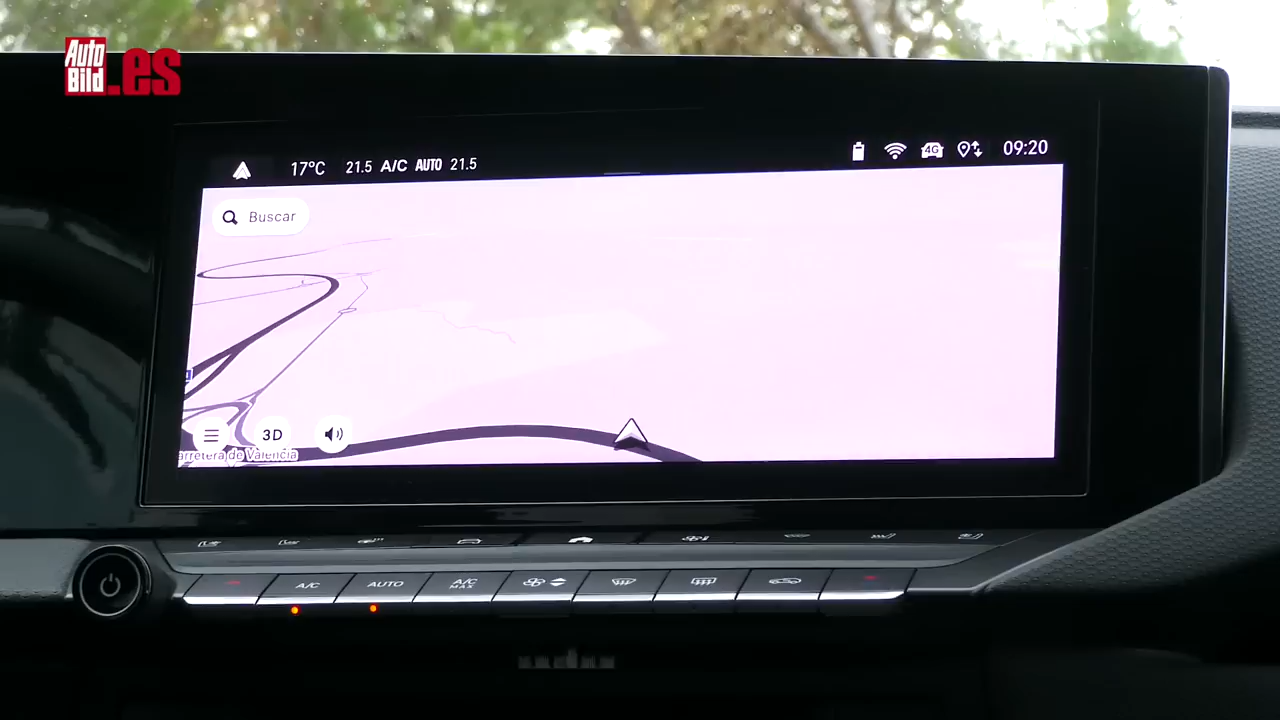 Auto
Bild
.es
17°C 21.5 A/C AUTO 21.5
4G 09:20
Buscar
3D
arretera de Valencia
A/C AUTO A/C
MAX